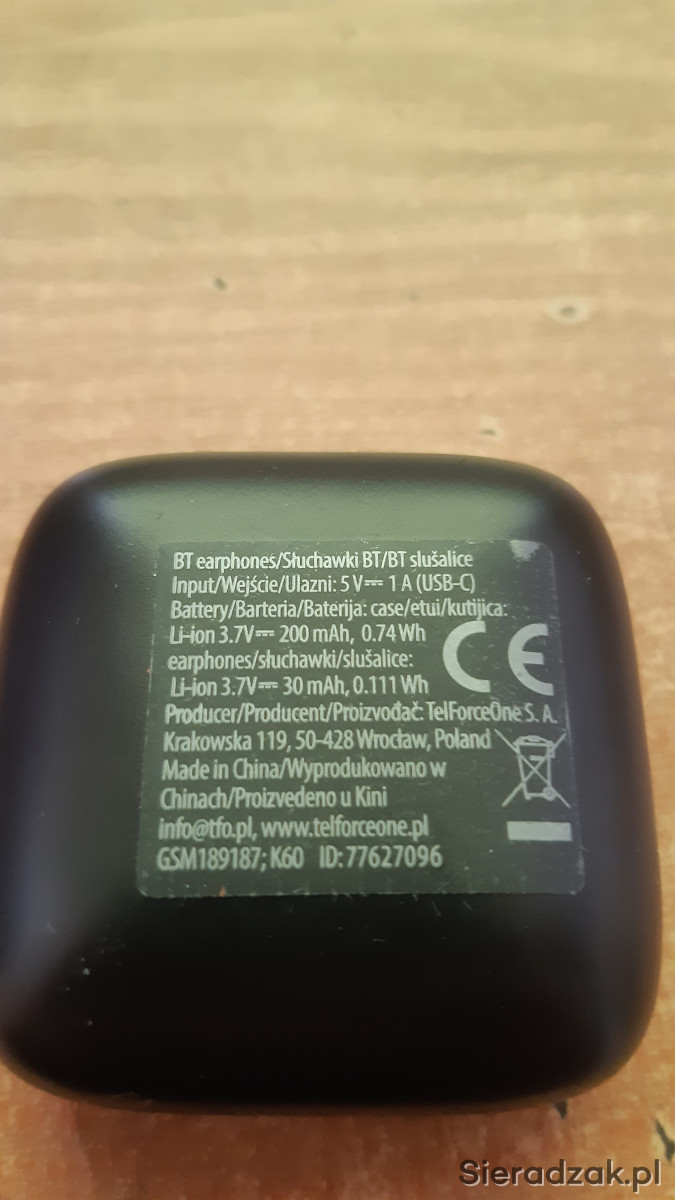 BT earphones/Słuchawki BT/BT slušalice
Input/Wejście/Ulazni: 5V⎓ 1 A (USB-C)
Battery/Barteria/Baterija: case/etui/kutijica:
Li-ion 3.7V⎓ 200 mAh, 0.74 Wh
earphones/słuchawki/slušalice:
Li-ion 3.7V⎓ 30 mAh, 0.111 Wh
CE
Producer/Producent/Proizvođač: TelForceOne S. A.
Krakowska 119, 50-428 Wrocław, Poland
Made in China/Wyprodukowano w
Chinach/Proizvedeno u Kini
info@tfo.pl, www.telforceone.pl
GSM189187; K60 ID: 77627096
Sieradzak.pl